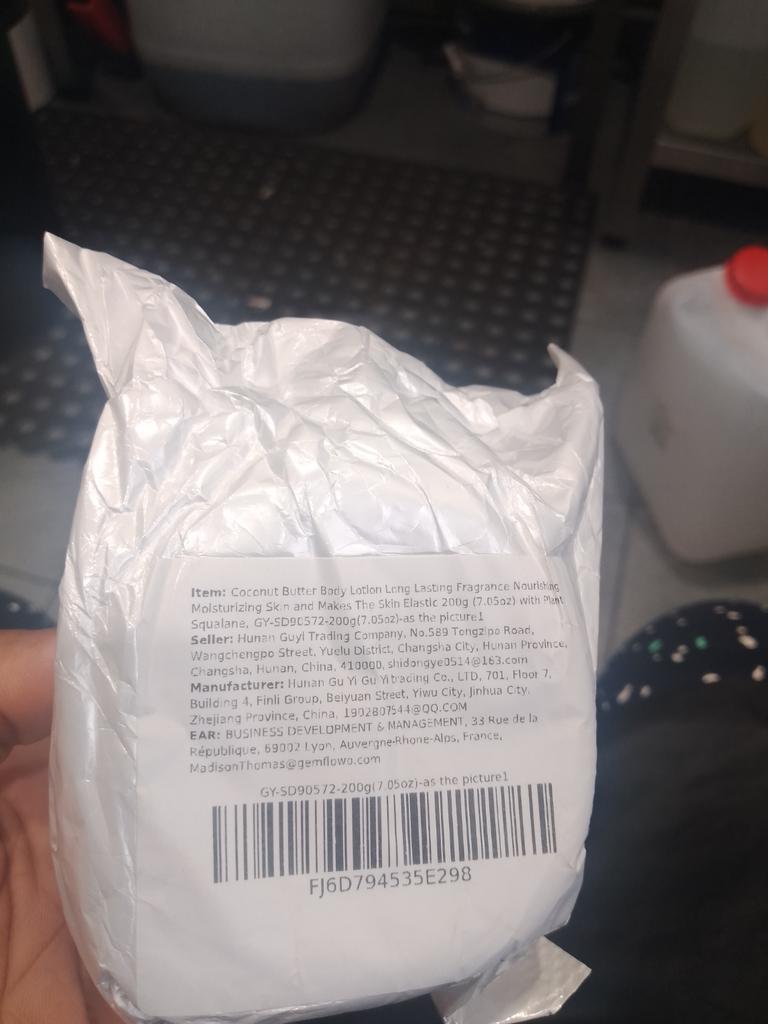 Item: Coconut Butter Body Lotion Long Lasting Fragrance Nourishing
Moisturizing Skin and Makes The Skin Elastic 200g (7.05oz) with Plant
Squalane, GY-SD90572-200g(7.05oz)-as the picture1
Seller: Hunan Guyi Trading Company, No.589 Tongzipo Road,
Wangchengpo Street, Yuelu District, Changsha City, Hunan Province,
Changsha, Hunan, China, 410000, shidongye0514@163.com
Manufacturer: Hunan Gu Yi Gu Yitrading Co., LTD, 701, Floor 7,
Building 4, Finli Group, Beiyuan Street, Yiwu City, Jinhua City,
Zhejiang Province, China, 1902807544@QQ.COM
EAR: BUSINESS DEVELOPMENT & MANAGEMENT, 33 Rue de la
République, 69002 Lyon, Auvergne-Rhone-Alps, France,
MadisonThomas@gemflowo.com
GY-SD90572-200g(7.05oz)-as the picture1
FJ6D794535E298